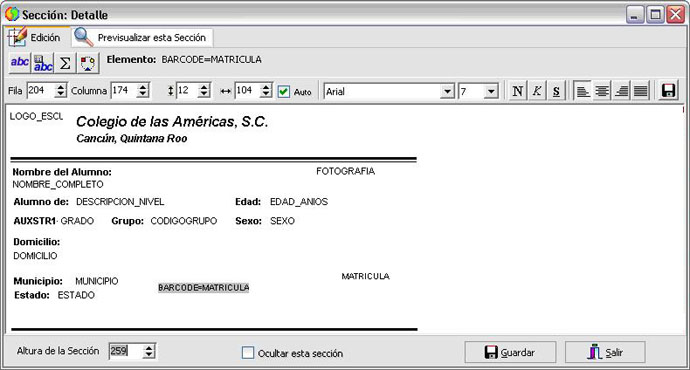 Sección: Detalle
Edición Previsualizar esta Sección
abc abc Σ Elemento: BARCODE=MATRICULA
Fila 204 Columna 174 12 104 Auto Arial 7 N K S
LOGO_ESCL Colegio de las Américas, S.C.
Cancún, Quintana Roo
Nombre del Alumno: FOTOGRAFIA
NOMBRE_COMPLETO
Alumno de: DESCRIPCION_NIVEL Edad: EDAD_ANIOS
AUXSTR1· GRADO Grupo: CODIGOGRUPO Sexo: SEXO
Domicilio:
DOMICILIO
MATRICULA
Municipio: MUNICIPIO
BARCODE=MATRICULA
Estado: ESTADO
Altura de la Sección 259 Ocultar esta sección Guardar Salir